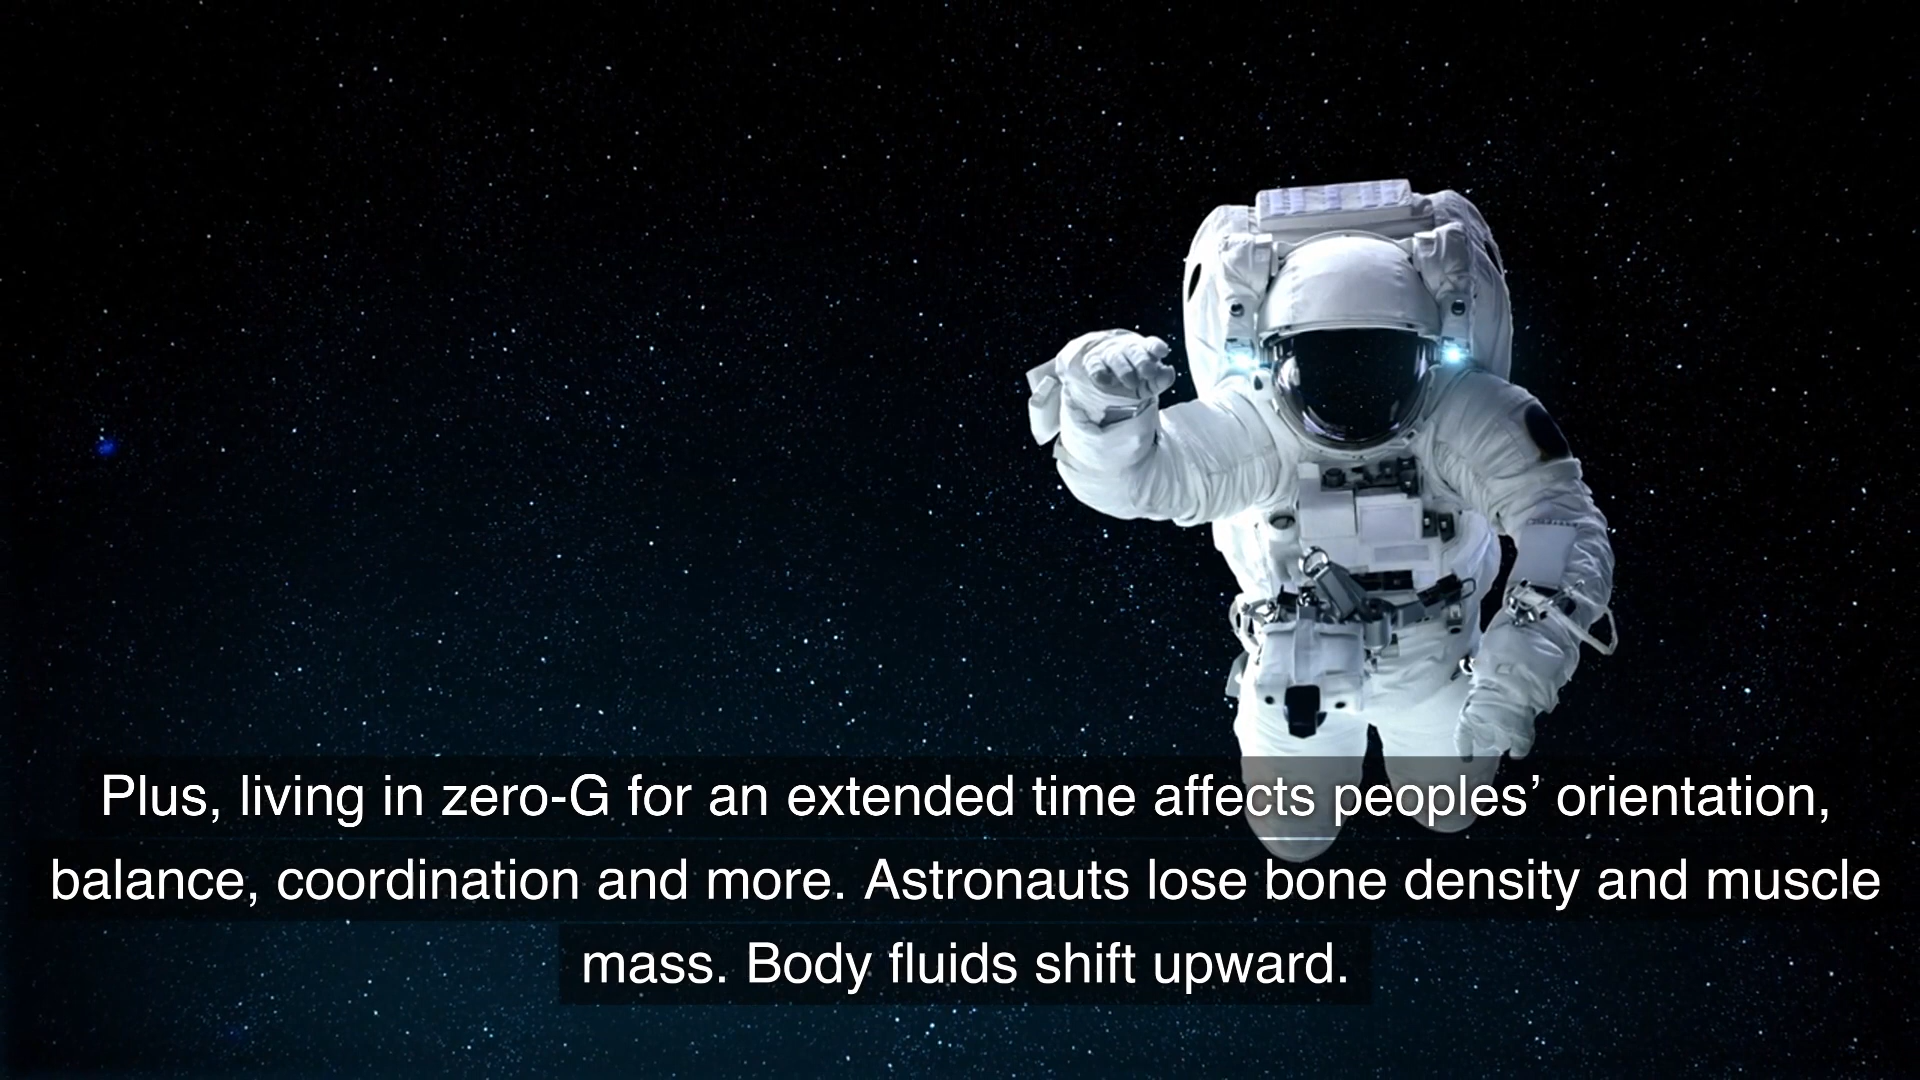 Plus, living in zero-G for an extended time affects peoples’ orientation,
balance, coordination and more. Astronauts lose bone density and muscle
mass. Body fluids shift upward.